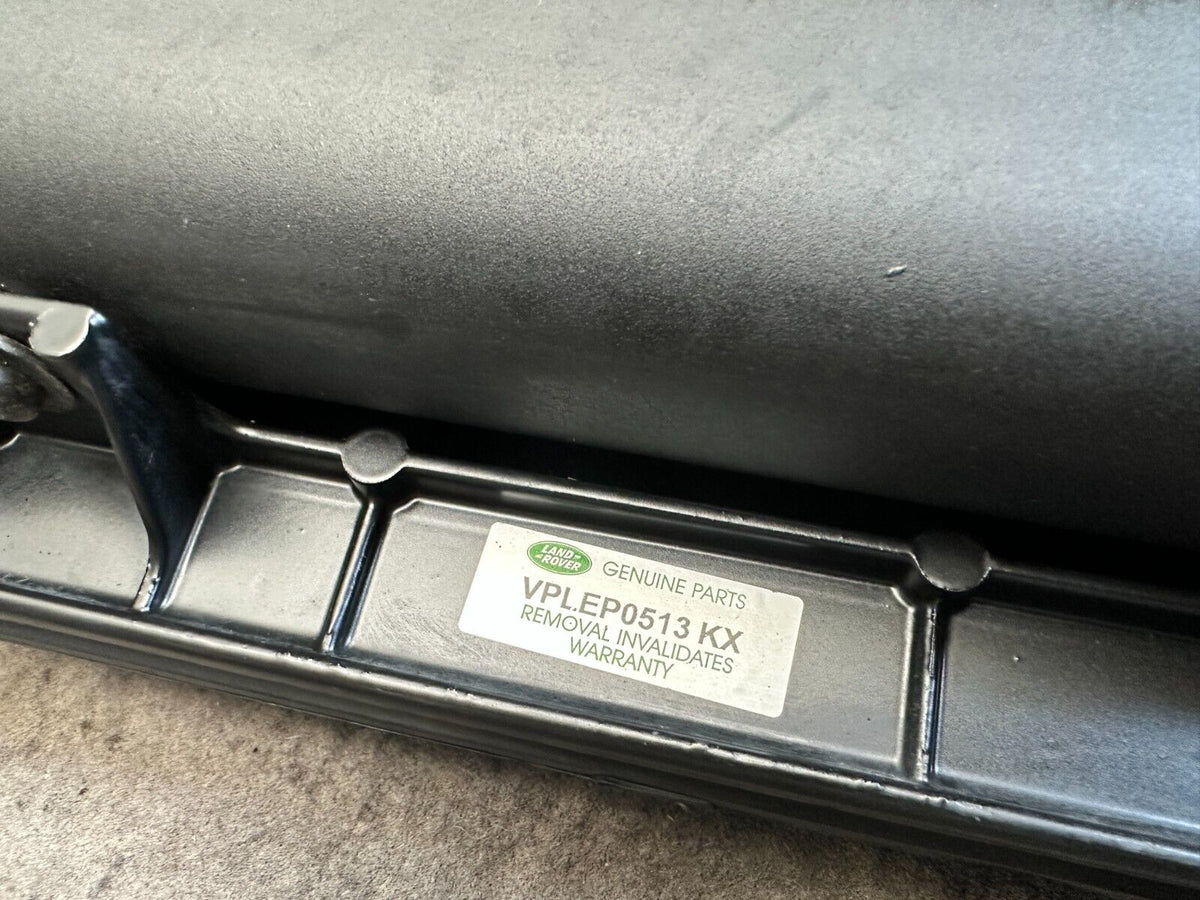 LAND
ROVER
GENUINE PARTS
VPLEP0513 KX
REMOVAL INVALIDATES
WARRANTY